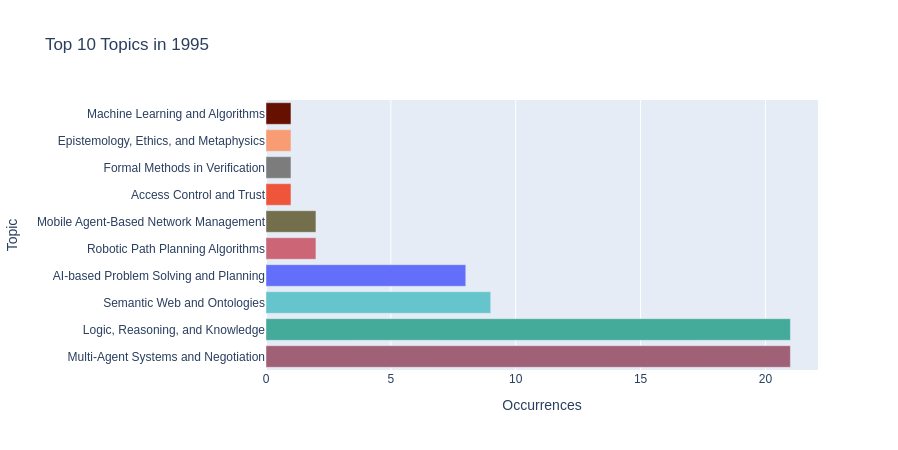 Top 10 Topics in 1995
Topic
Machine Learning and Algorithms
Epistemology, Ethics, and Metaphysics
Formal Methods in Verification
Access Control and Trust
Mobile Agent-Based Network Management
Robotic Path Planning Algorithms
AI-based Problem Solving and Planning
Semantic Web and Ontologies
Logic, Reasoning, and Knowledge
Multi-Agent Systems and Negotiation
0 5 10 15 20
Occurrences